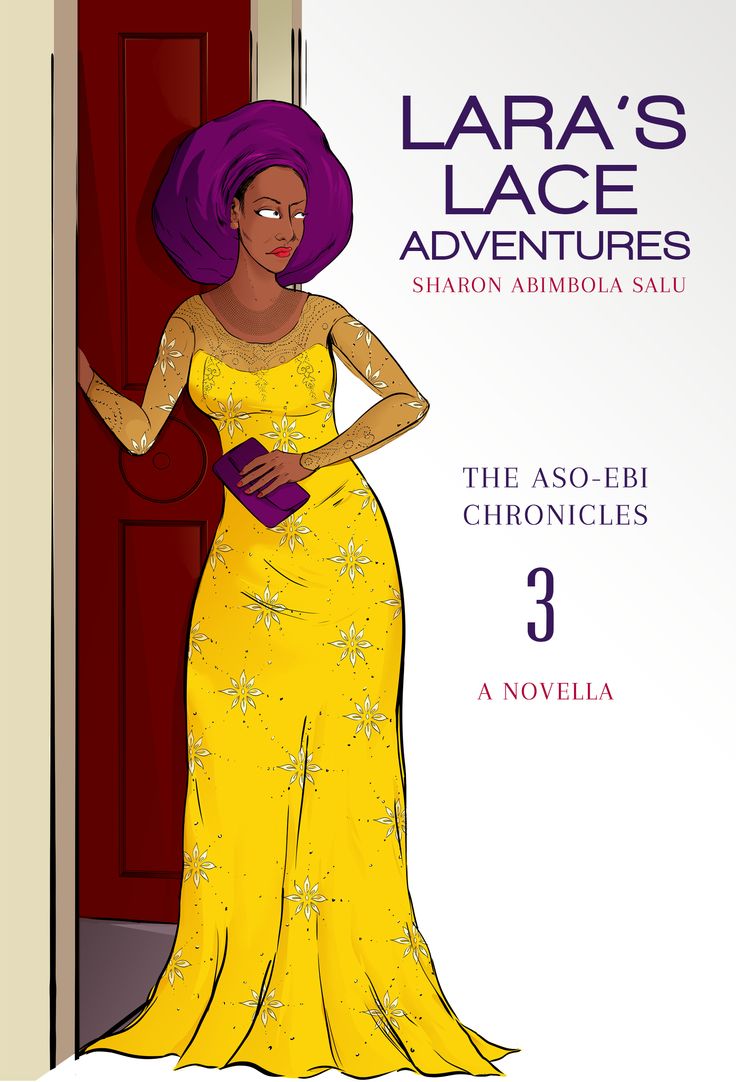 LARA'S
LACE
ADVENTURES
SHARON ABIMBOLA SALU
THE ASO-EBI
CHRONICLES
3
A NOVELLA